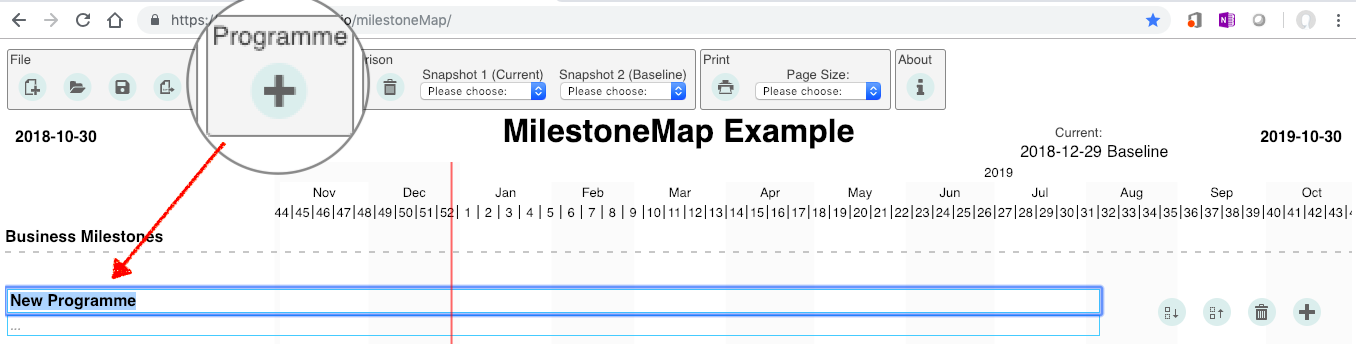 https: io/milestoneMap/
File
Programme
rison
Snapshot 1 (Current)
Snapshot 2 (Baseline)
Print
Page Size:
About
Please choose:
Please choose:
Please choose:
2018-10-30
MilestoneMap Example
Current:
2018-12-29 Baseline
2019-10-30
2019
Nov Dec Jan Feb Mar Apr May Jun Jul Aug Sep Oct
44|45|46|47|48|49|50|51|52|1|2|3|4|5|6|7|8|9|10|11|12|13|14|15|16|17|18|19|20|21|22|23|24|25|26|27|28|29|30|31|32|33|34|35|36|37|38|39|40|41|42|43|4
Business Milestones
New Programme
...